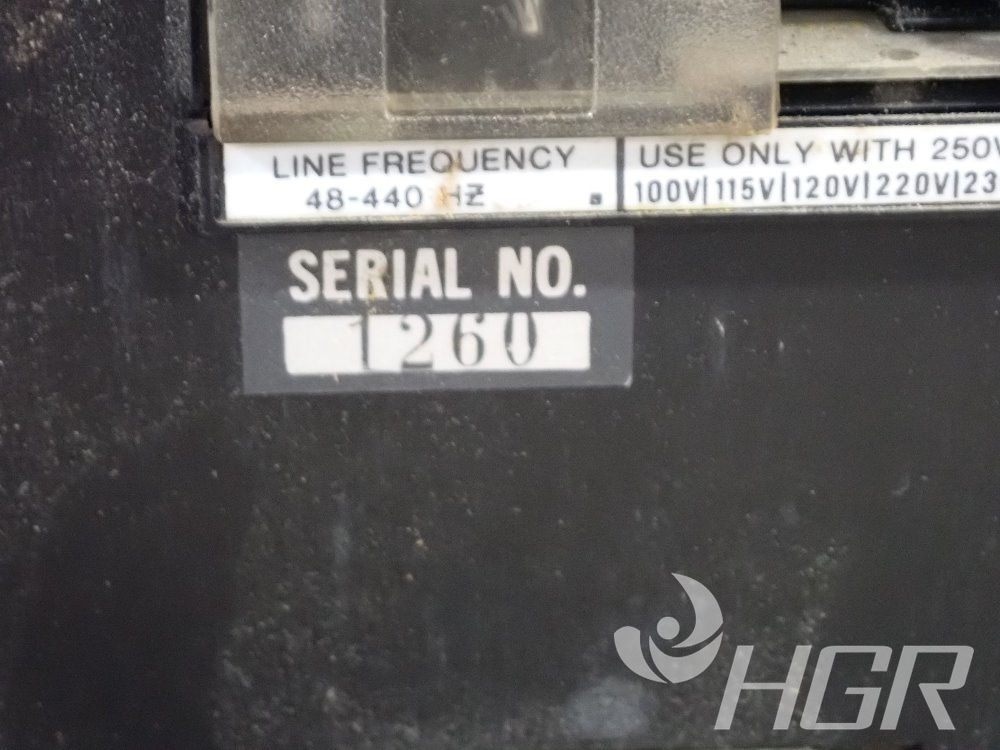 LINE FREQUENCY
48-440 HZ
USE ONLY WITH 250V
100V|115V|120V|220V|23
SERIAL NO.
1260
HGR